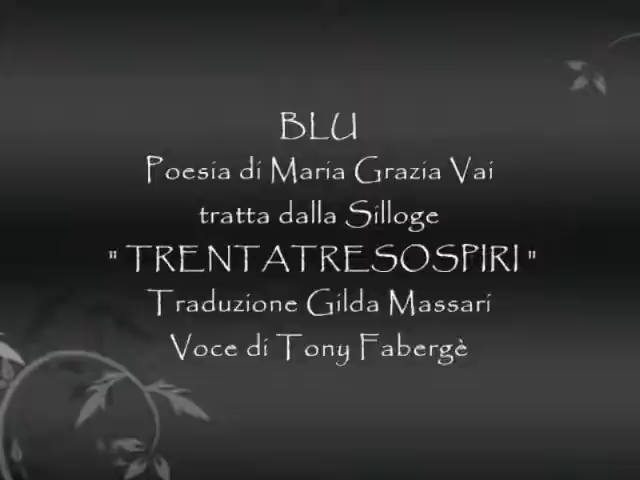 BLU
Poesia di Maria Grazia Vai
tratta dalla Silloge
" TRENTATRESOSPIRI "
Traduzione Gilda Massari
Voce di Tony Fabergè